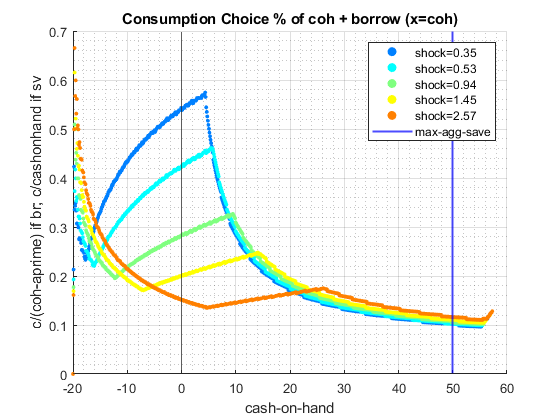 Consumption Choice % of coh + borrow (x=coh)
0.7
0.6
0.5
0.4
0.3
0.2
0.1
0
c/(coh-aprime) if br, c/cashonhand if sv
shock=0.35
shock=0.53
shock=0.94
shock=1.45
shock=2.57
max-agg-save
-20 -10 0 10 20 30 40 50 60
cash-on-hand